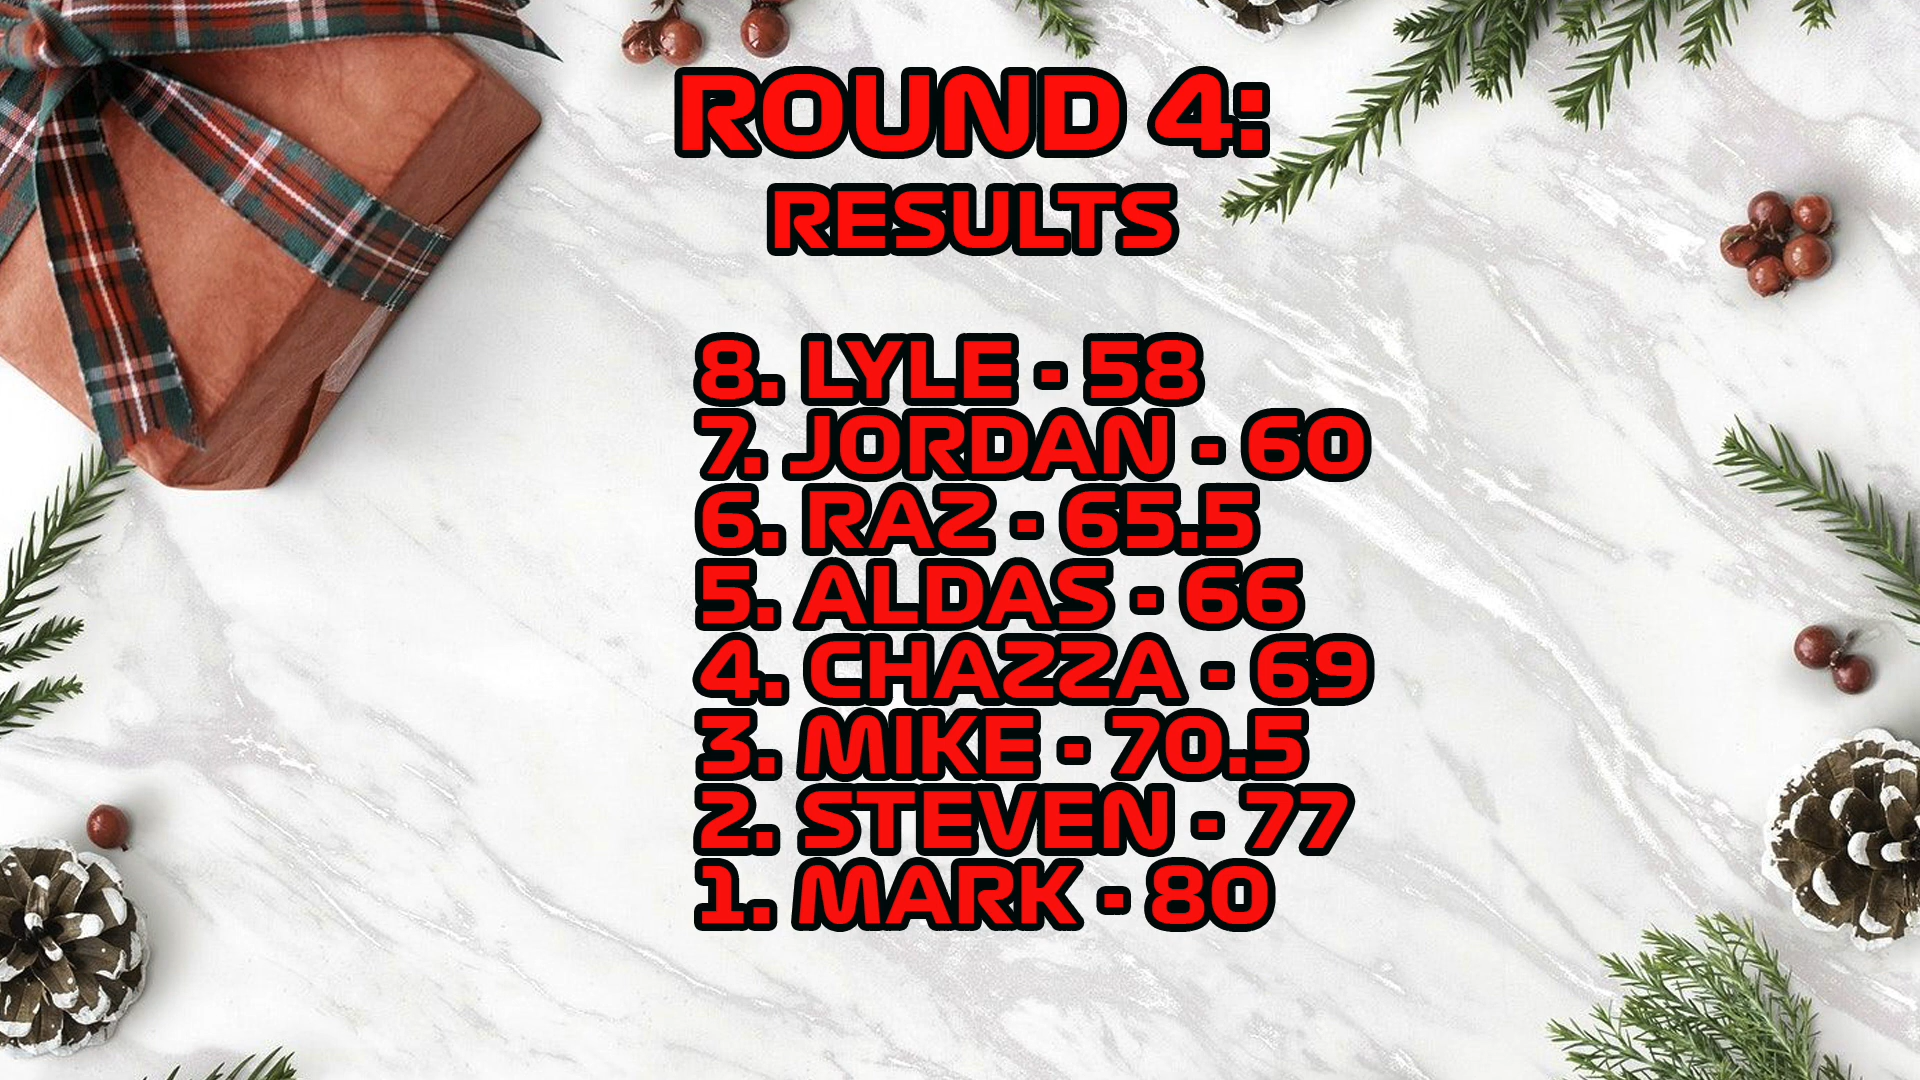 ROUND 4:
RESULTS
8. LYLE - 58
7. JORDAN - 60
6. RAZ - 65.5
5. ALDAS - 66
4. CHAZZA - 69
3. MIKE - 70.5
2. STEVEN - 77
1. MARK - 80